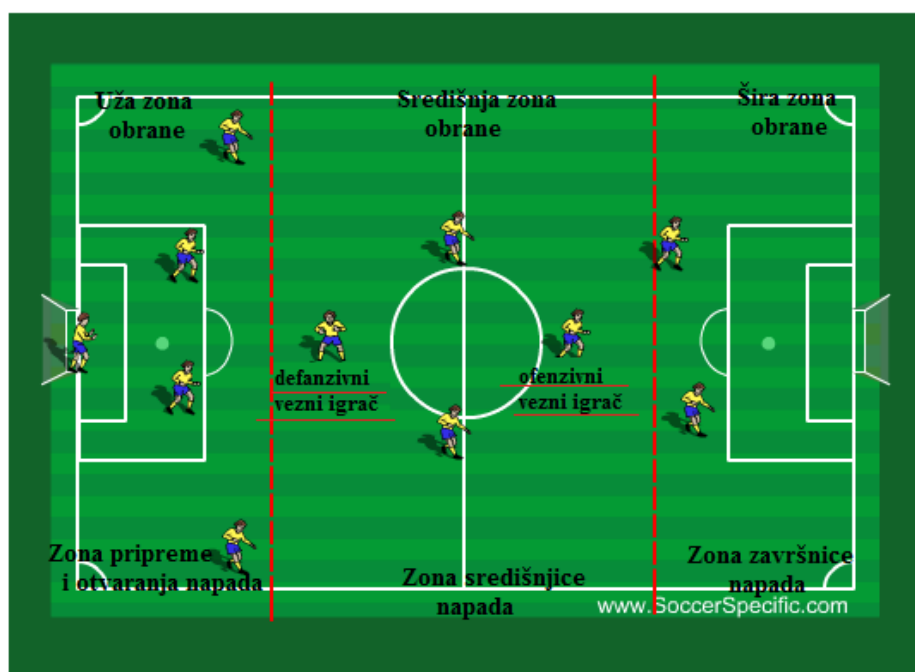 Uža zona
obrane
Središnja zona
obrane
Šira zona
obrane
defanzivni
vezni igrač
ofenzivni
vezni igrač
Zona pripreme
i otvaranja napada
Zona središnjice
napada
Zona završnice
napada
www.SoccerSpecific.com